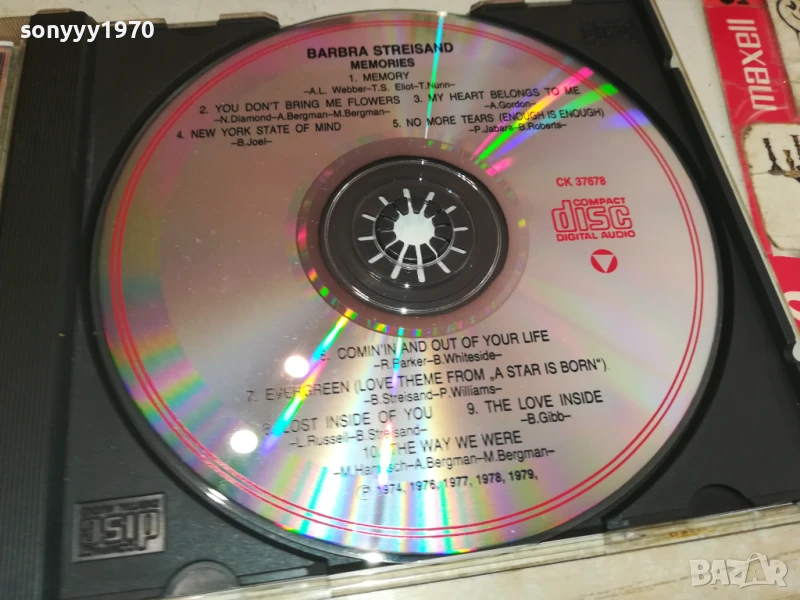 sonyyy1970
BARBRA STREISAND
MEMORIES
1. MEMORY
–A.L. Webber–T.S. Eliot–T.Nunn–
2. YOU DON'T BRING ME FLOWERS
–N.Diamond–A.Bergman–M.Bergman–
3. MY HEART BELONGS TO ME
–A.Gordon–
4. NEW YORK STATE OF MIND
–B.Joel–
5. NO MORE TEARS (ENOUGH IS ENOUGH)
–P.Jabara–B.Roberts–
CK 37678
COMPACT
disc
DIGITAL AUDIO
6. COMIN'IN AND OUT OF YOUR LIFE
–R.Parker–B.Whiteside–
7. EVERGREEN (LOVE THEME FROM „A STAR IS BORN")
–B.Streisand–P.Williams–
8. LOST INSIDE OF YOU
–L.Russell–B.Streisand–
9. THE LOVE INSIDE
–B.Gibb–
10. THE WAY WE WERE
–M.Hamlisch–A.Bergman–M.Bergman–
Ⓟ 1974, 1976, 1977, 1978, 1979,
maxell
disc
BAZAR